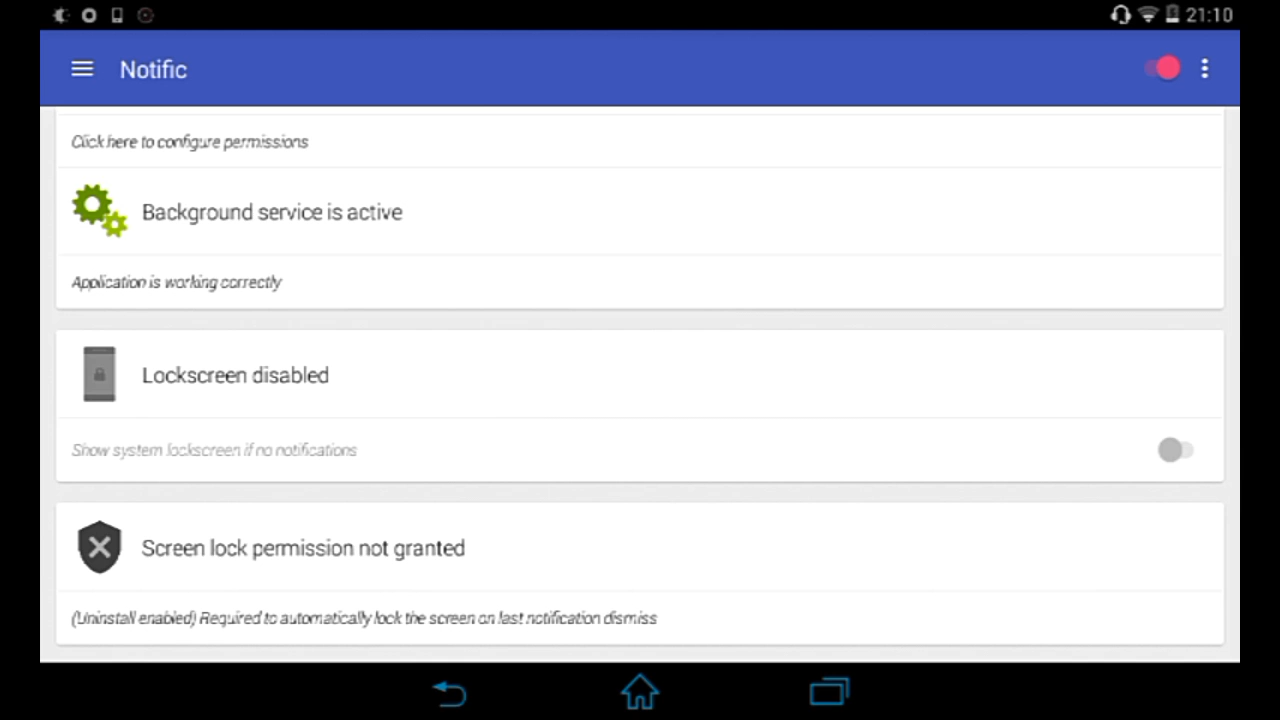 21:10
Notific
Click here to configure permissions
Background service is active
Application is working correctly
Lockscreen disabled
Show system lockscreen if no notifications
Screen lock permission not granted
(Uninstall enabled) Required to automatically lock the screen on last notification dismiss